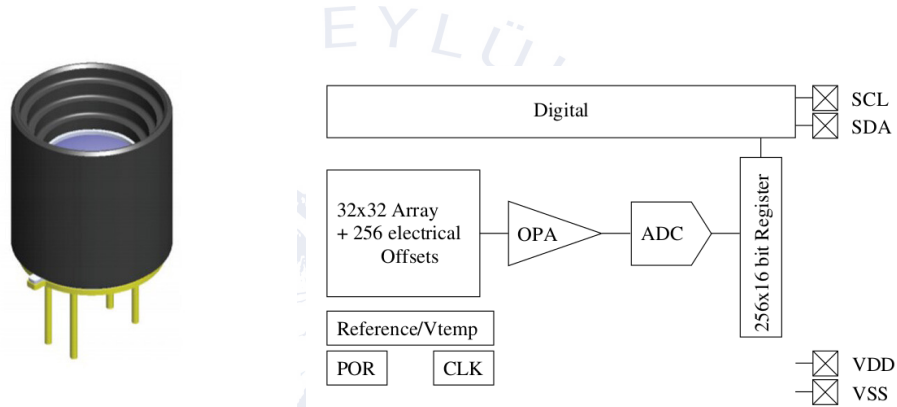 EYLÜL
Digital
SCL
SDA
32x32 Array
+ 256 electrical
Offsets
OPA
ADC
256x16 bit Register
Reference/Vtemp
POR
CLK
VDD
VSS